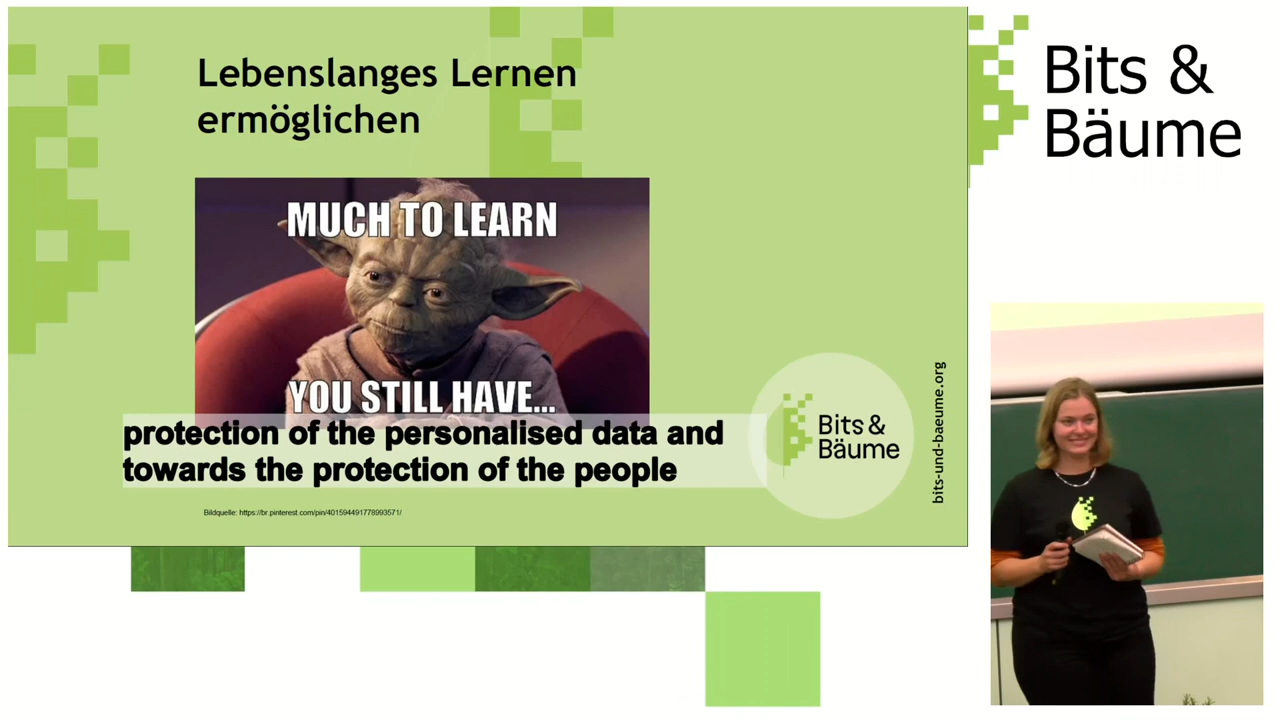 Lebenslanges Lernen
ermöglichen
MUCH TO LEARN
YOU STILL HAVE...
protection of the personalised data and
towards the protection of the people
Bildquelle: https://br.pinterest.com/pin/401594491778993571/
Bits &
Bäume
bits-und-baeume.org
Bits &
Bäume